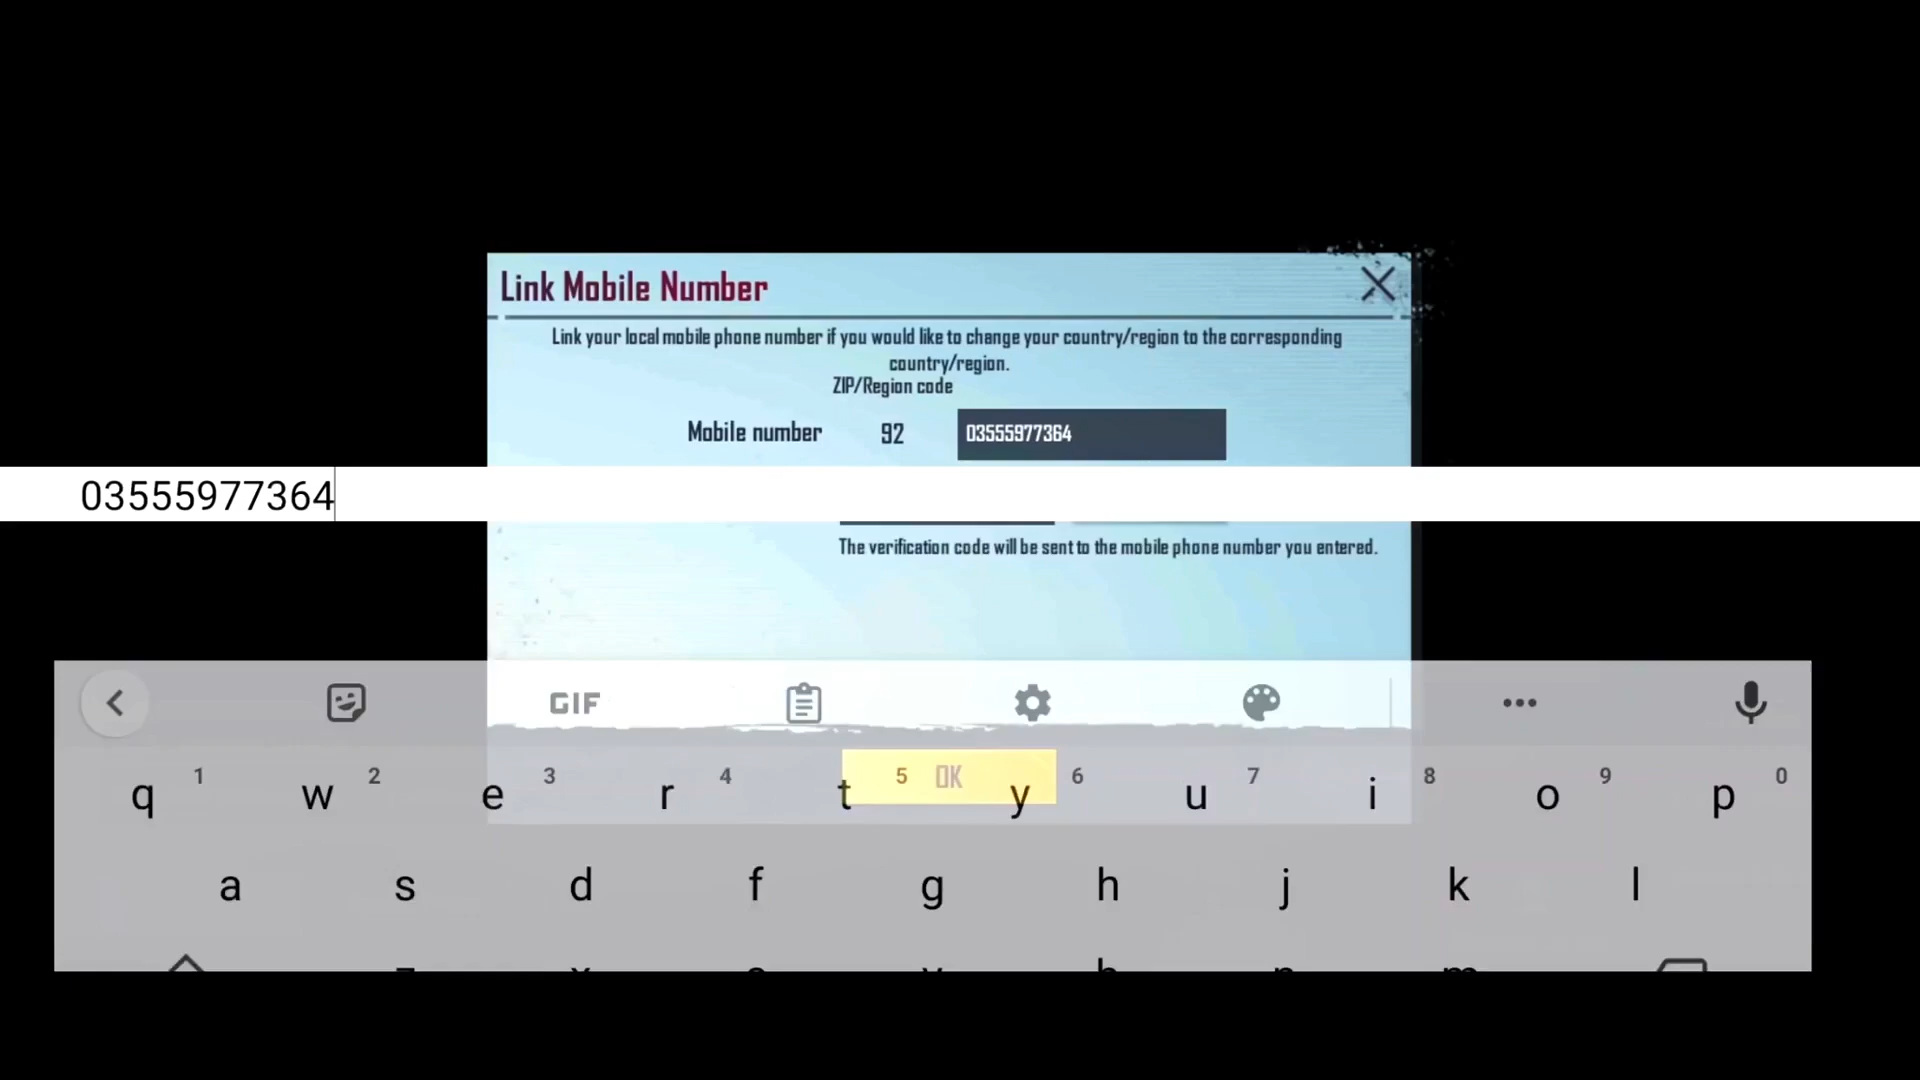 Link Mobile Number
Link your local mobile phone number if you would like to change your country/region to the corresponding
country/region.
ZIP/Region code
Mobile number 92 03555977364
03555977364
The verification code will be sent to the mobile phone number you entered.
GIF
OK
1 2 3 4 5 6 7 8 9 0
q w e r t y u i o p
a s d f g h j k l